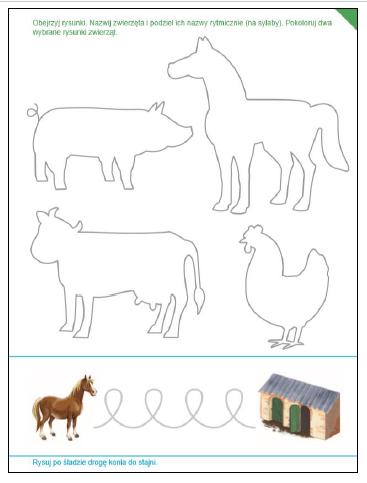 Obejrzyj rysunki. Nazwij zwierzęta i podziel ich nazwy rytmicznie (na sylaby). Pokoloruj dwa
wybrane rysunki zwierząt.
Rysuj po śladzie drogę konia do stajni.